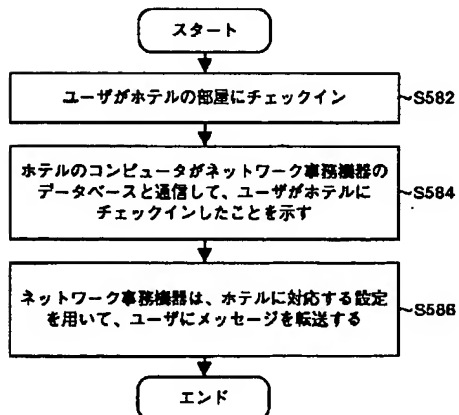 スタート
ユーザがホテルの部屋にチェックイン
S582
ホテルのコンピュータがネットワーク事務機器の
データベースと通信して、ユーザがホテルに
チェックインしたことを示す
S584
ネットワーク事務機器は、ホテルに対応する設定
を用いて、ユーザにメッセージを転送する
S586
エンド